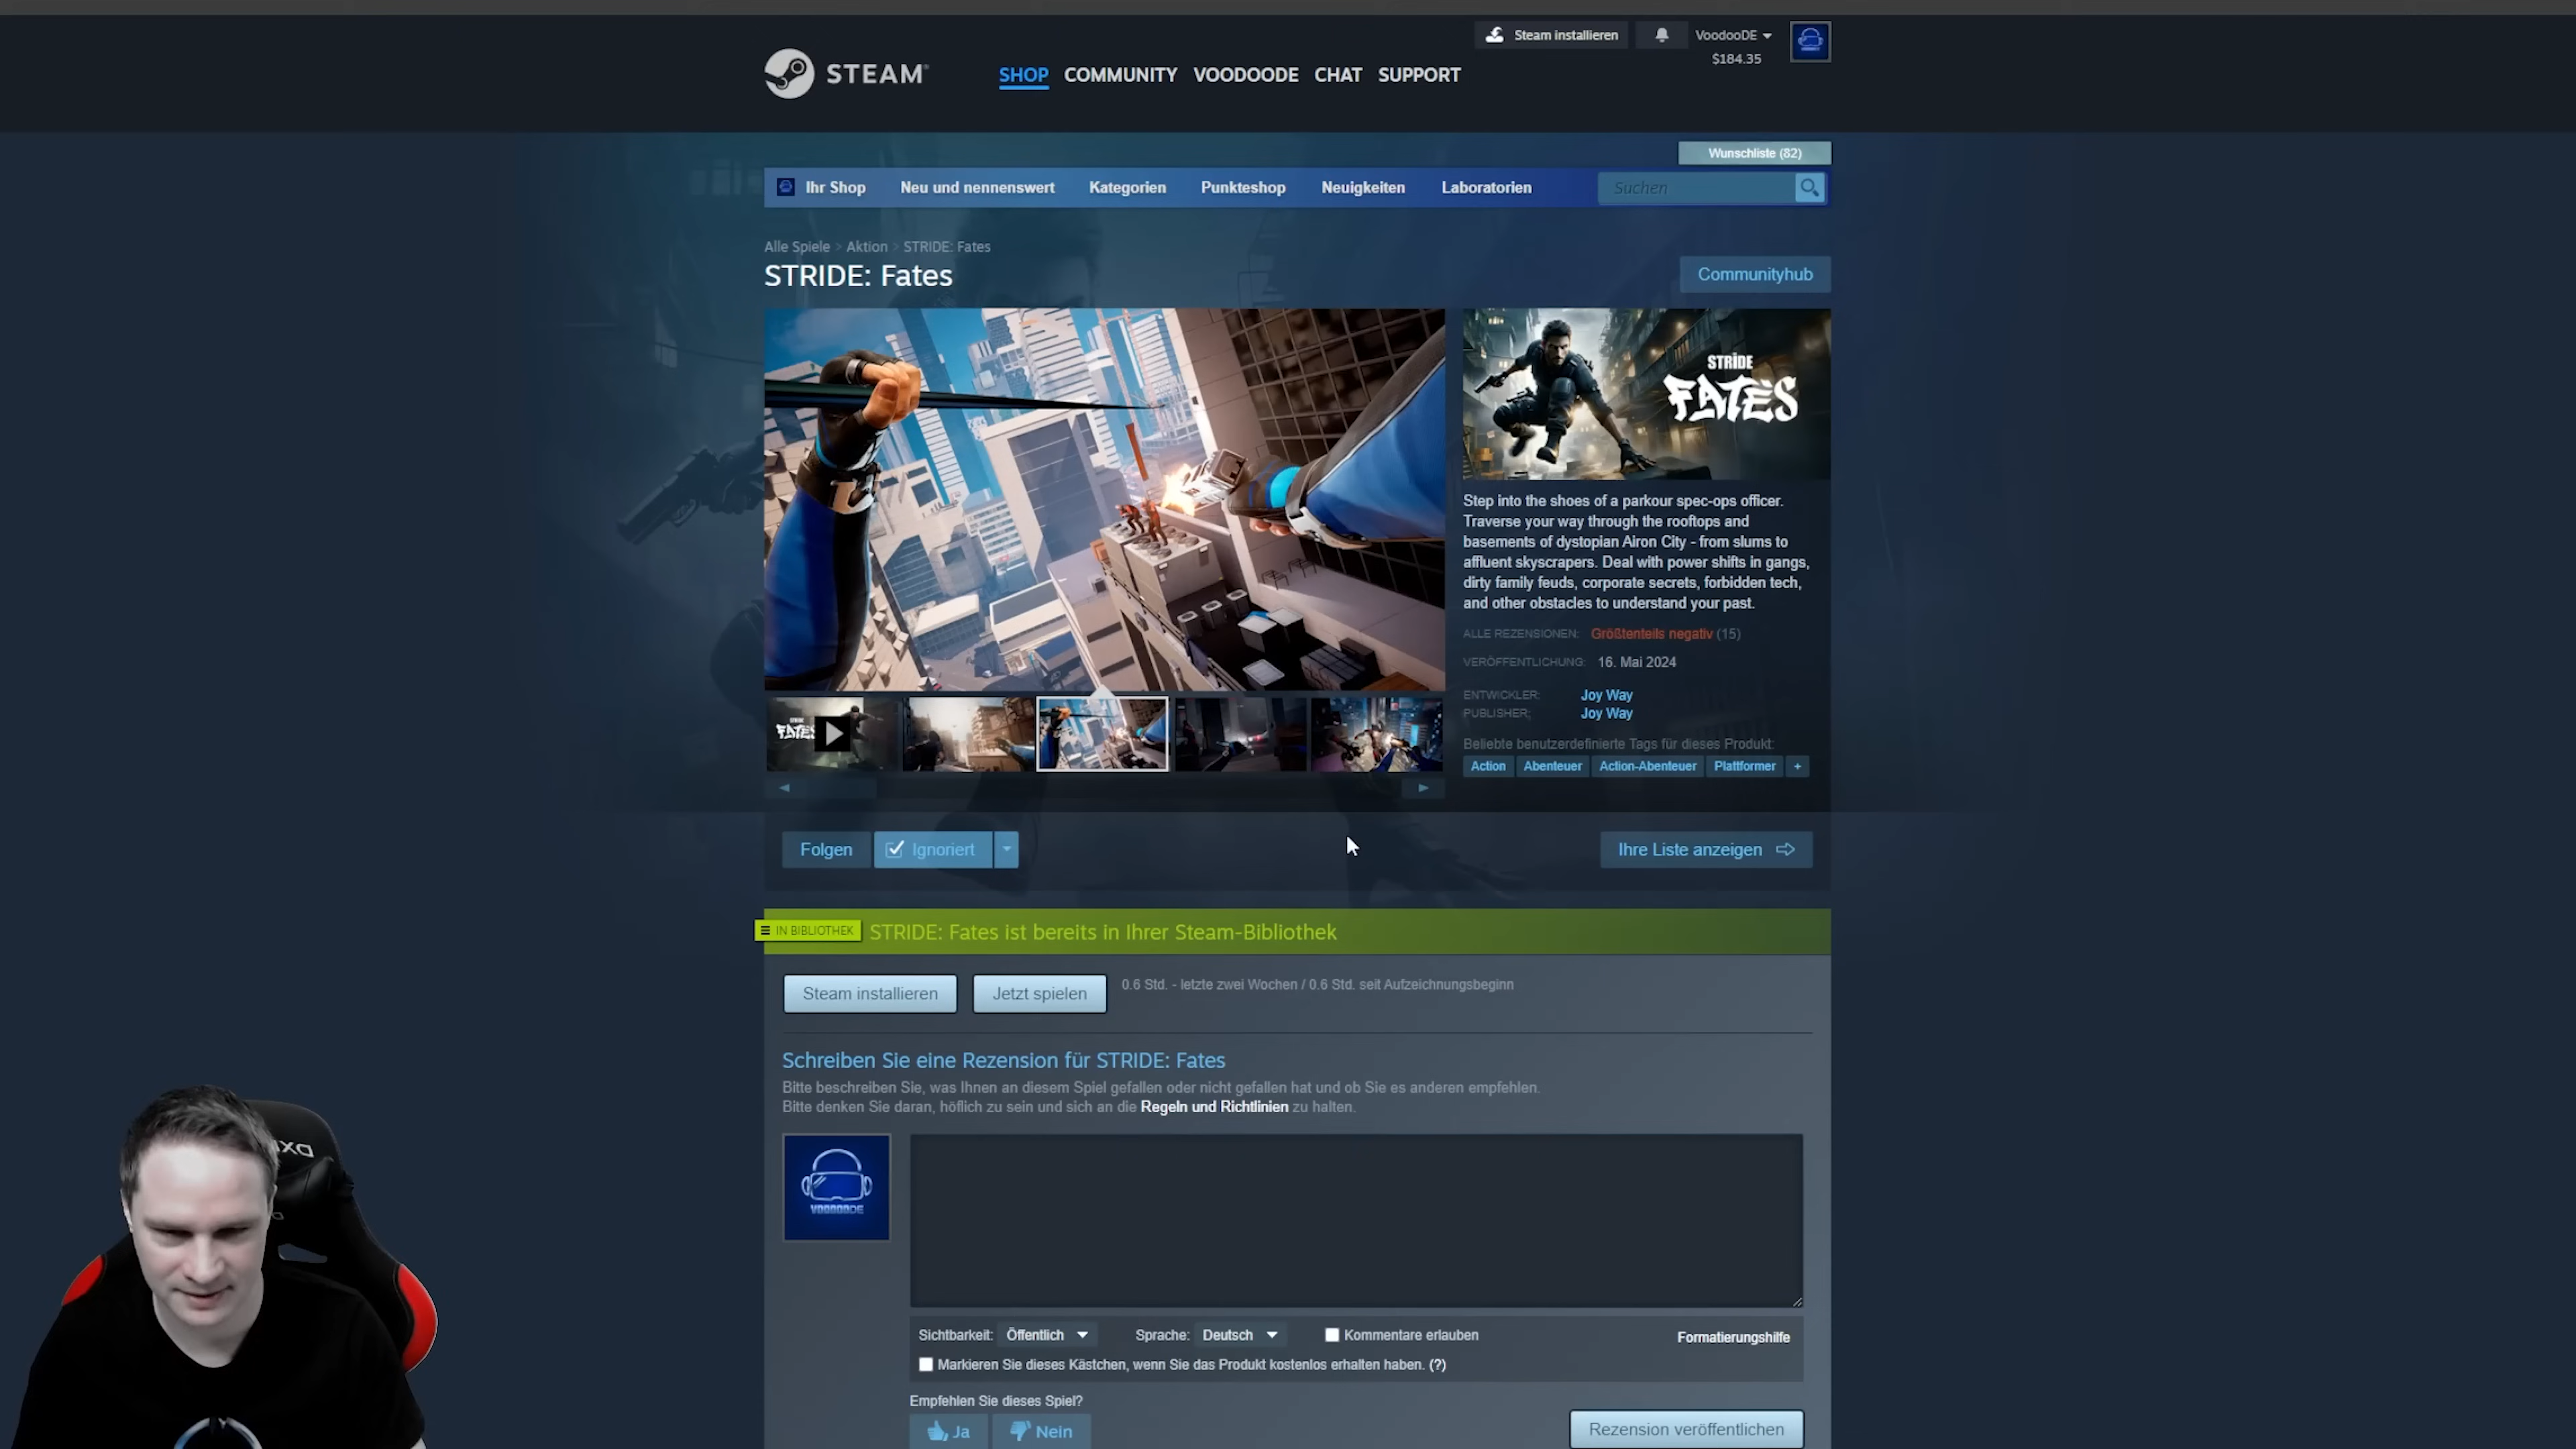 Steam installieren
VoodooDE
$184.35
STEAM
SHOP COMMUNITY VOODOODE CHAT SUPPORT
Wunschliste (82)
Ihr Shop Neu und nennenswert Kategorien Punkteshop Neuigkeiten Laboratorien Suchen
Alle Spiele > Aktion > STRIDE: Fates
STRIDE: Fates
Communityhub
STRIDE
FATES
Step into the shoes of a parkour spec-ops officer.
Traverse your way through the rooftops and
basements of dystopian Airon City - from slums to
affluent skyscrapers. Deal with power shifts in gangs,
dirty family feuds, corporate secrets, forbidden tech,
and other obstacles to understand your past.
ALLE REZENSIONEN: Größtenteils negativ (15)
VERÖFFENTLICHUNG: 16. Mai 2024
ENTWICKLER: Joy Way
PUBLISHER: Joy Way
Beliebte benutzerdefinierte Tags für dieses Produkt:
Action Abenteuer Action-Abenteuer Plattformer +
FATES
Folgen Ignoriert Ihre Liste anzeigen
IN BIBLIOTHEK STRIDE: Fates ist bereits in Ihrer Steam-Bibliothek
Steam installieren Jetzt spielen 0.6 Std. - letzte zwei Wochen / 0.6 Std. seit Aufzeichnungsbeginn
Schreiben Sie eine Rezension für STRIDE: Fates
Bitte beschreiben Sie, was Ihnen an diesem Spiel gefallen oder nicht gefallen hat und ob Sie es anderen empfehlen.
Bitte denken Sie daran, höflich zu sein und sich an die Regeln und Richtlinien zu halten.
VOODOODE
Sichtbarkeit: Öffentlich Sprache: Deutsch Kommentare erlauben Formatierungshilfe
Markieren Sie dieses Kästchen, wenn Sie das Produkt kostenlos erhalten haben. (?)
Empfehlen Sie dieses Spiel?
Ja Nein Rezension veröffentlichen